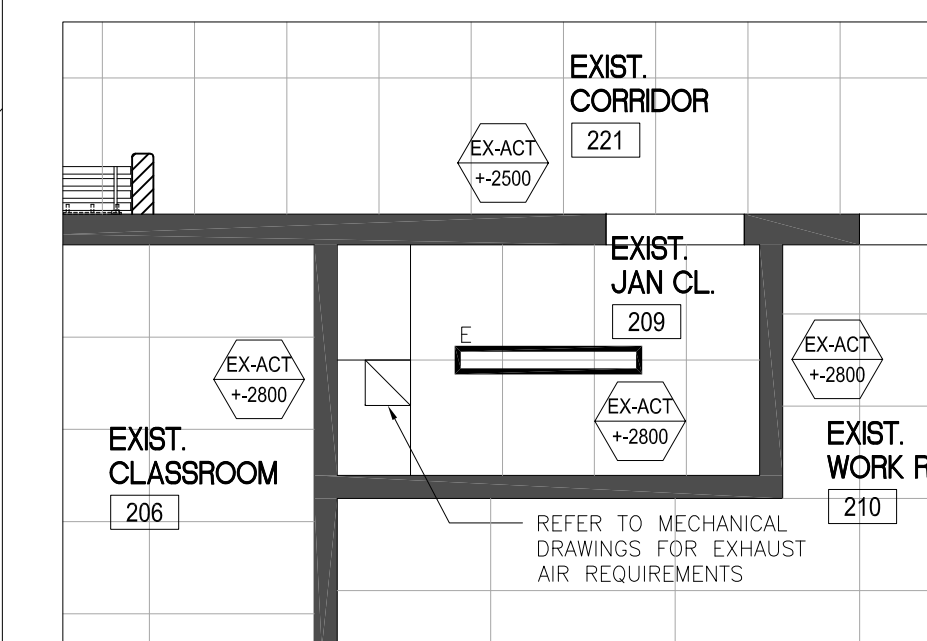 EXIST.
CORRIDOR
221
EX-ACT
+-2500
EXIST.
JAN CL.
209
E
EX-ACT
+-2800
EX-ACT
+-2800
EX-ACT
+-2800
EXIST.
CLASSROOM
206
EXIST.
WORK R
210
REFER TO MECHANICAL
DRAWINGS FOR EXHAUST
AIR REQUIREMENTS